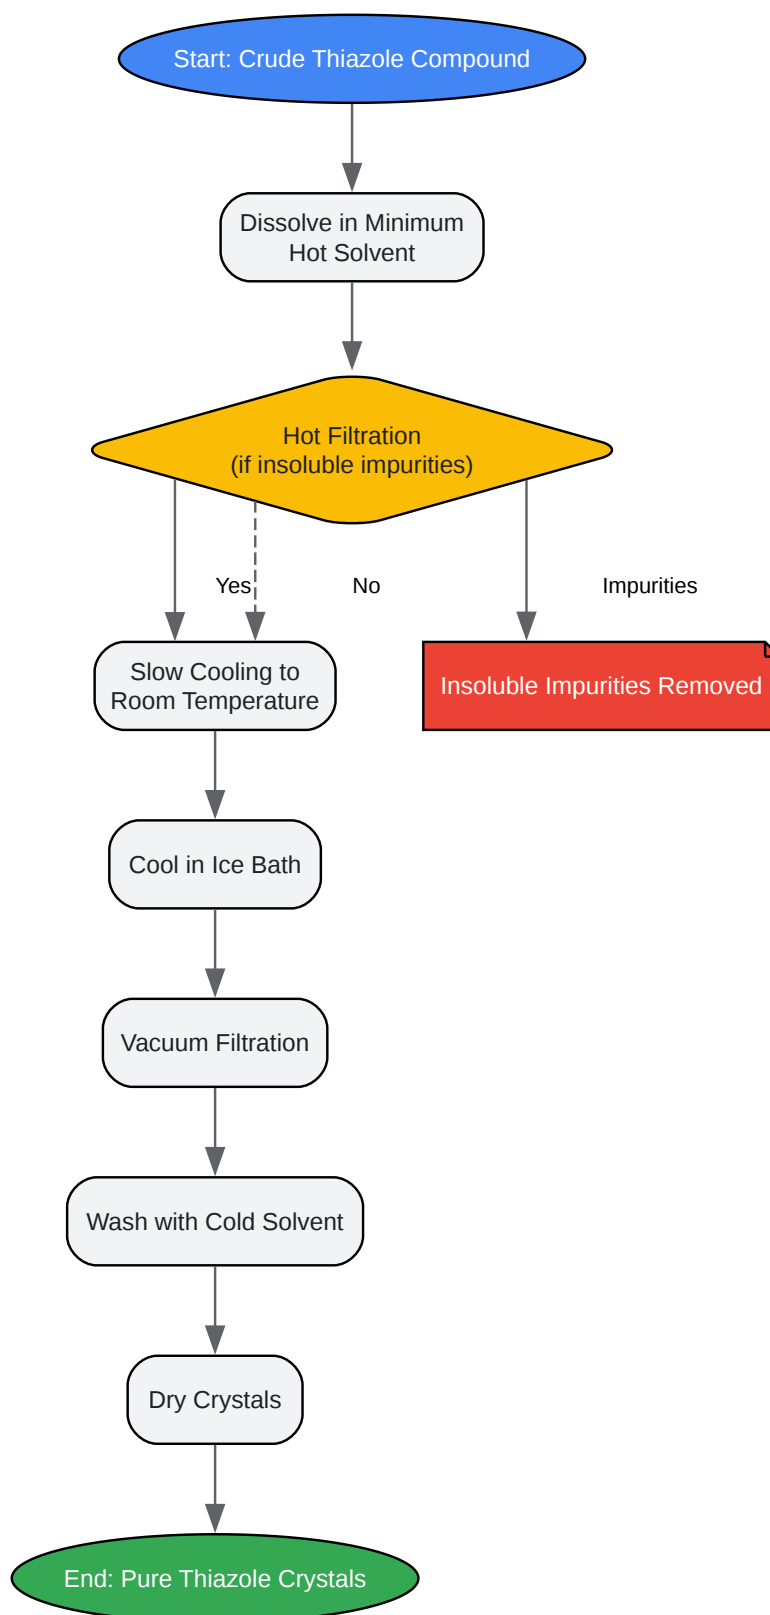 Start: Crude Thiazole Compound
Dissolve in Minimum
Hot Solvent
Hot Filtration
(if insoluble impurities)
Yes
No
Impurities
Slow Cooling to
Room Temperature
Insoluble Impurities Removed
Cool in Ice Bath
Vacuum Filtration
Wash with Cold Solvent
Dry Crystals
End: Pure Thiazole Crystals